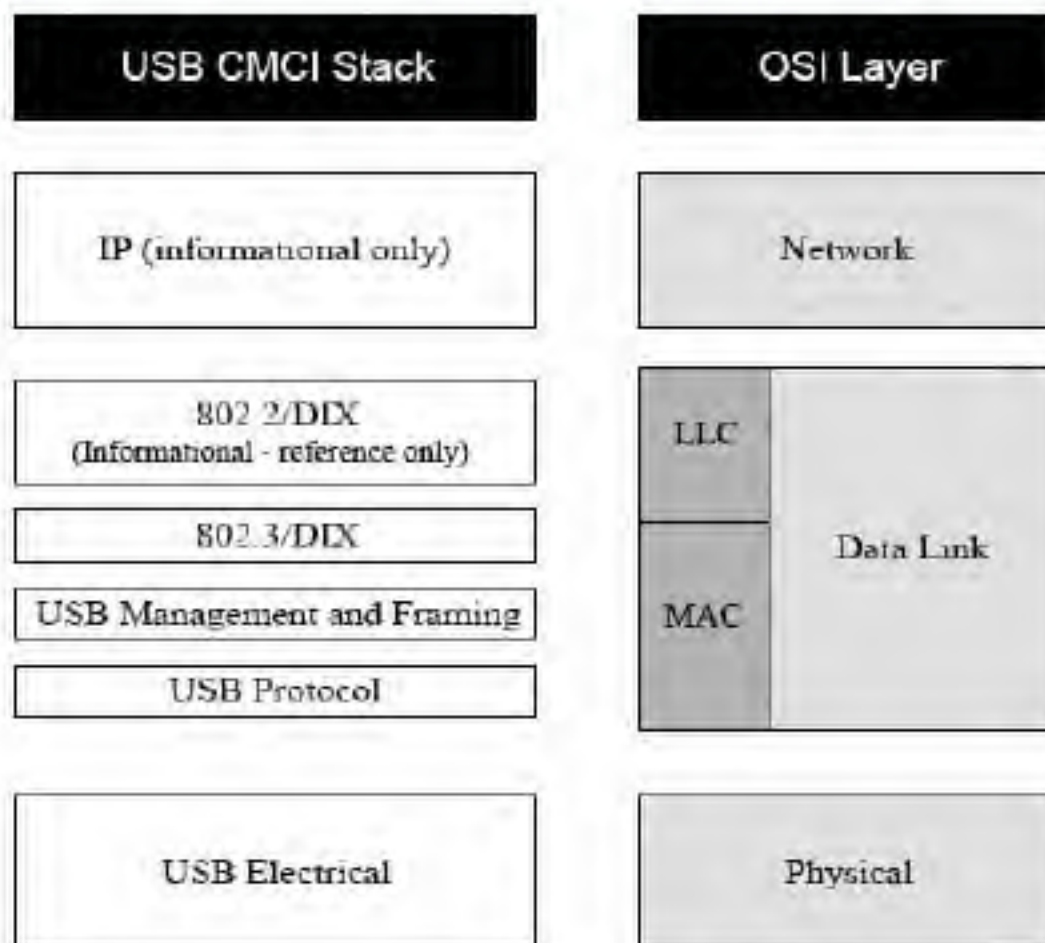 USB CMCI Stack
OSI Layer
IP (informational only)
Network
802.2/DIX
(Informational - reference only)
LLC
802.3/DIX
Data Link
USB Management and Framing
MAC
USB Protocol
USB Electrical
Physical